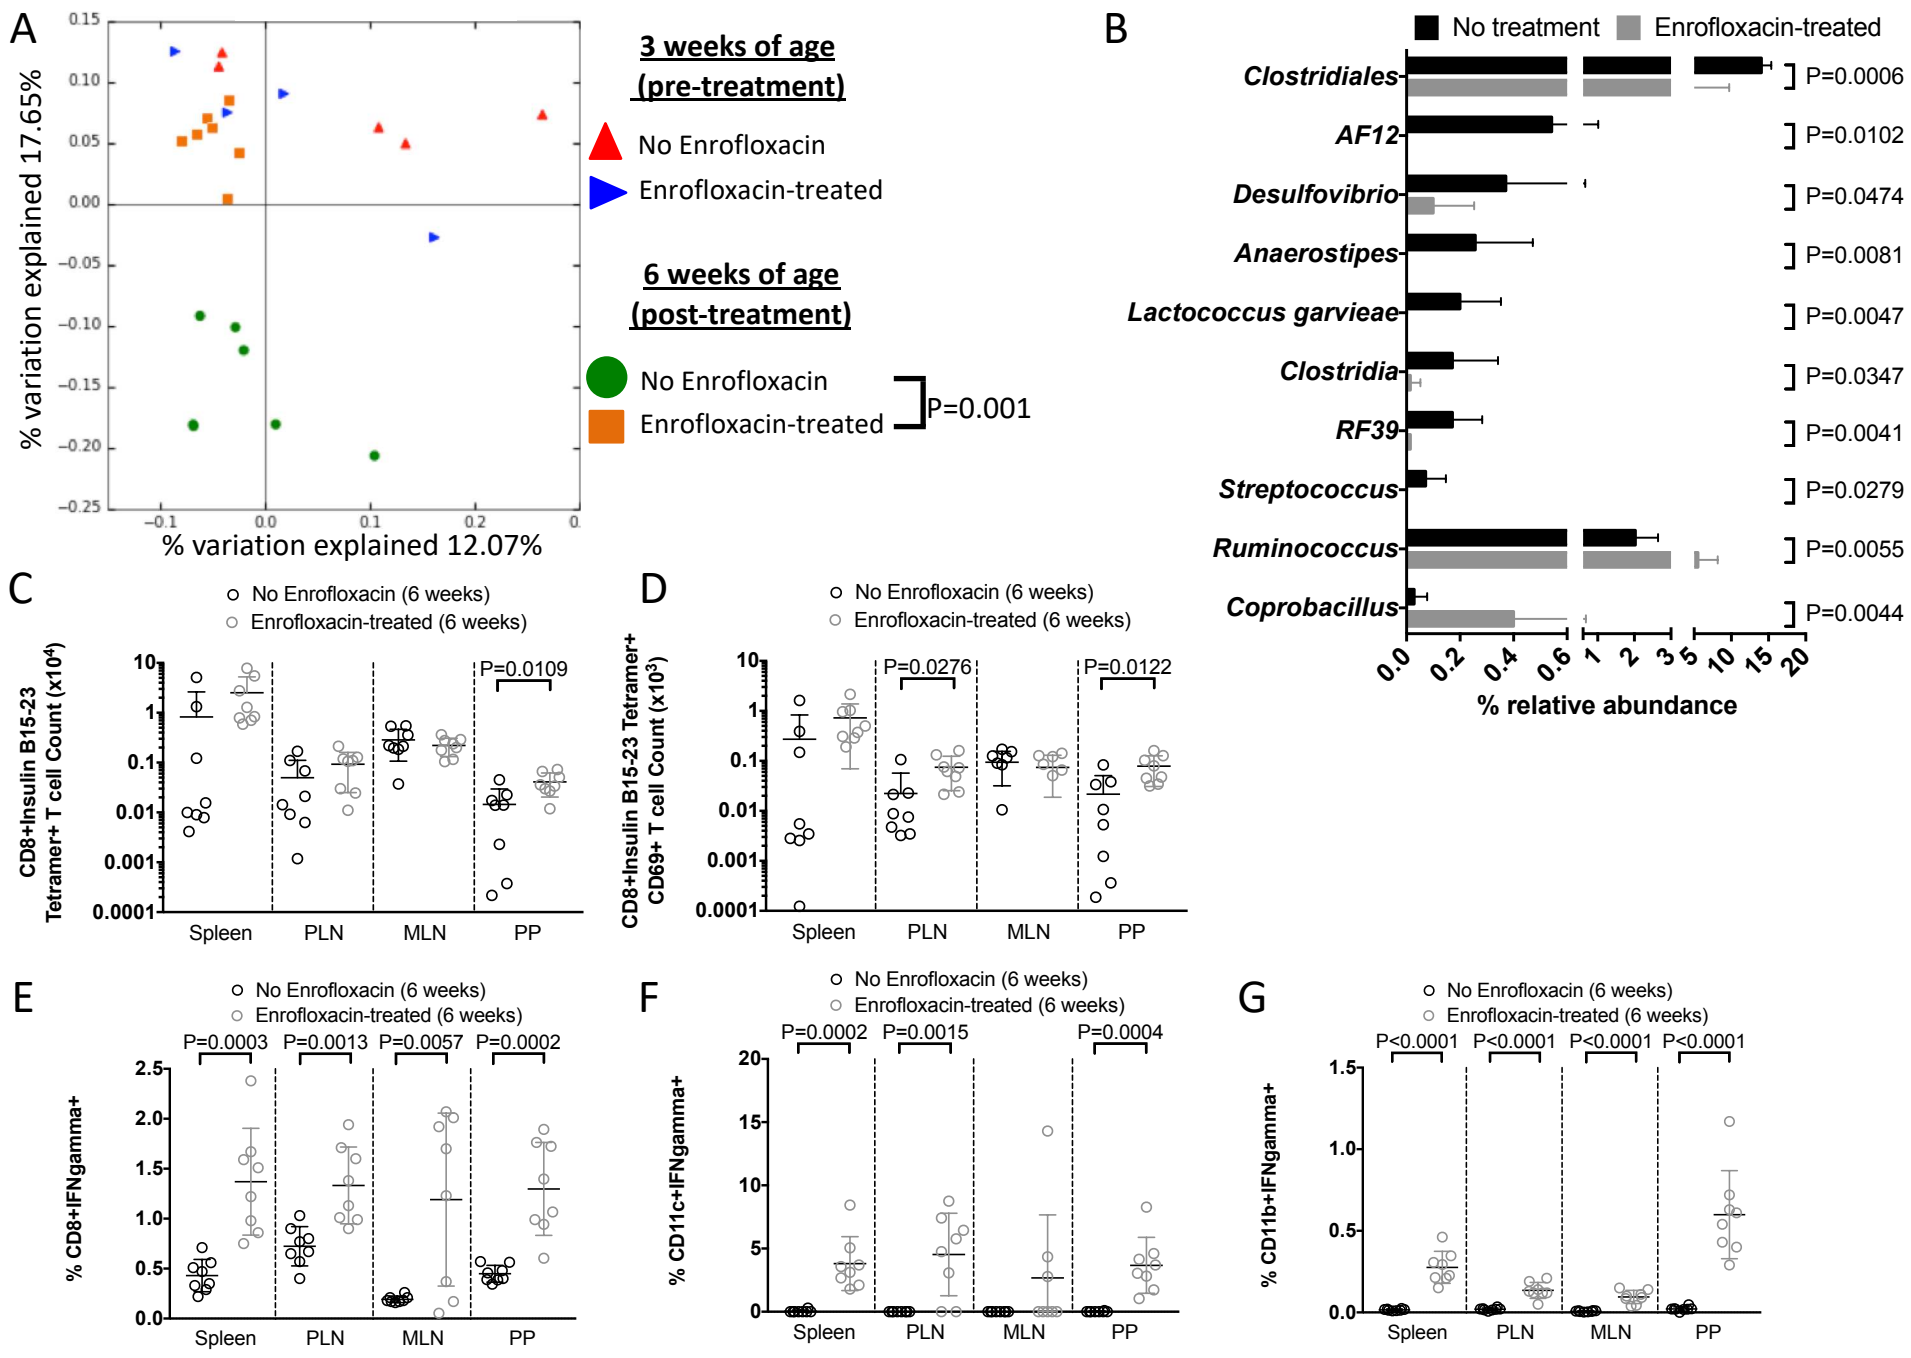 A
% variation explained 17.65%
0.15
0.10
0.05
0.00
−0.05
−0.10
−0.15
−0.20
−0.25
−0.1
0.0
0.1
0.2
0.
% variation explained 12.07%
3 weeks of age
(pre-treatment)
No Enrofloxacin
Enrofloxacin-treated
6 weeks of age
(post-treatment)
No Enrofloxacin
Enrofloxacin-treated
P=0.001
B
No treatment
Enrofloxacin-treated
Clostridiales
P=0.0006
AF12
P=0.0102
Desulfovibrio
P=0.0474
Anaerostipes
P=0.0081
Lactococcus garvieae
P=0.0047
Clostridia
P=0.0347
RF39
P=0.0041
Streptococcus
P=0.0279
Ruminococcus
P=0.0055
Coprobacillus
P=0.0044
0.0
0.2
0.4
0.6
1
2
3
5
10
15
20
% relative abundance
C
No Enrofloxacin (6 weeks)
Enrofloxacin-treated (6 weeks)
CD8+Insulin B15-23
Tetramer+ T cell Count (x10⁴)
10
1
0.1
0.01
0.001
0.0001
P=0.0109
Spleen
PLN
MLN
PP
D
No Enrofloxacin (6 weeks)
Enrofloxacin-treated (6 weeks)
CD8+Insulin B15-23 Tetramer+
CD69+ T cell Count (x10³)
10
1
0.1
0.01
0.001
0.0001
P=0.0276
P=0.0122
Spleen
PLN
MLN
PP
E
No Enrofloxacin (6 weeks)
Enrofloxacin-treated (6 weeks)
P=0.0003
P=0.0013
P=0.0057
P=0.0002
% CD8+IFNgamma+
2.5
2.0
1.5
1.0
0.5
0.0
Spleen
PLN
MLN
PP
F
No Enrofloxacin (6 weeks)
Enrofloxacin-treated (6 weeks)
P=0.0002
P=0.0015
P=0.0004
% CD11c+IFNgamma+
20
15
10
5
0
Spleen
PLN
MLN
PP
G
No Enrofloxacin (6 weeks)
Enrofloxacin-treated (6 weeks)
P<0.0001
P<0.0001
P<0.0001
P<0.0001
% CD11b+IFNgamma+
1.5
1.0
0.5
0.0
Spleen
PLN
MLN
PP